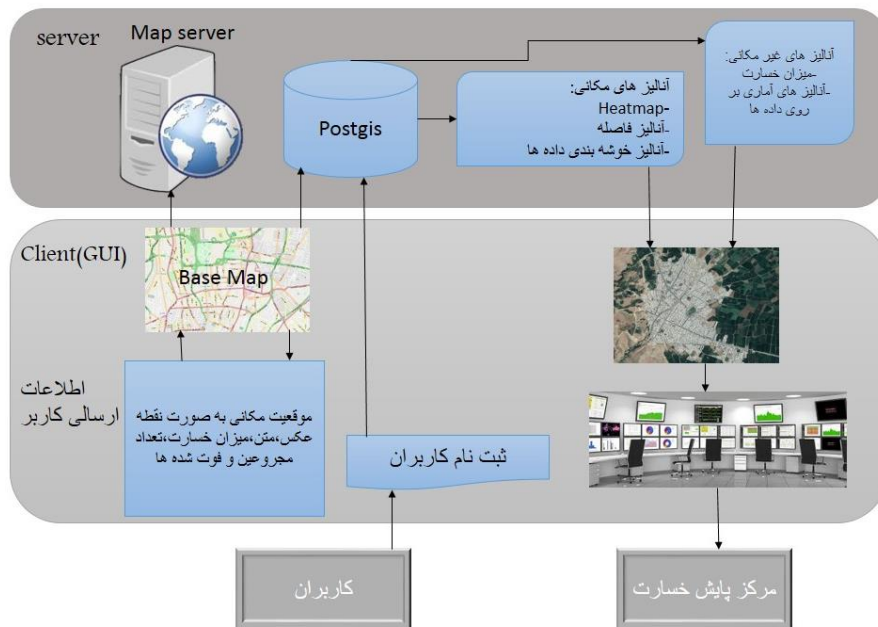 server
Map server
Postgis
آنالیز های مکانی:
-Heatmap
-آنالیز فاصله
-آنالیز خوشه بندی داده ها
آنالیز های غیر مکانی:
-میزان خسارت
-آنالیز های آماری بر
روی داده ها
Client(GUI)
Base Map
اطلاعات
ارسالی کاربر
موقعیت مکانی به صورت نقطه
عکس،متن،میزان خسارت،تعداد
مجروعین و فوت شده ها
ثبت نام کاربران
کاربران
مرکز پایش خسارت